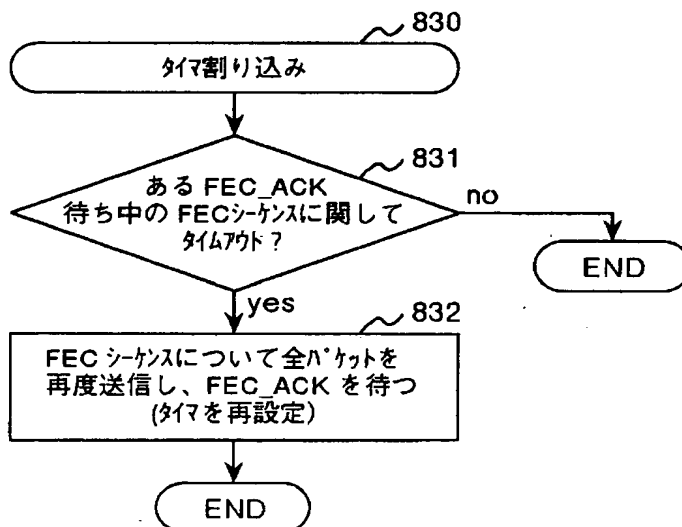 830
ﾀｲﾏ割り込み
831
ある FEC_ACK
待ち中の FECｼｰｹﾝｽに関して
ﾀｲﾑｱｳﾄﾞ?
no
END
yes
832
FEC ｼｰｹﾝｽについて全ﾊﾟｹｯﾄを
再度送信し、FEC_ACK を待つ
(ﾀｲﾏを再設定)
END